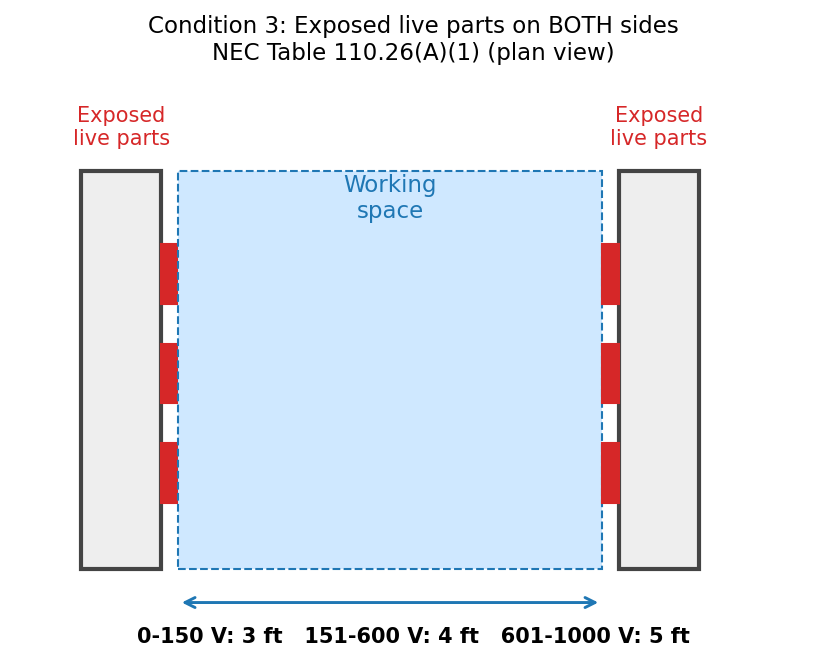 Condition 3: Exposed live parts on BOTH sides
NEC Table 110.26(A)(1) (plan view)
Exposed
live parts
Exposed
live parts
Working
space
0-150 V: 3 ft   151-600 V: 4 ft   601-1000 V: 5 ft